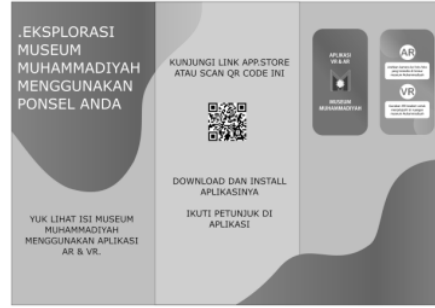 .EKSPLORASI
MUSEUM
MUHAMMADIYAH
MENGGUNAKAN
PONSEL ANDA
YUK LIHAT ISI MUSEUM
MUHAMMADIYAH
MENGGUNAKAN APLIKASI
AR & VR.
KUNJUNGI LINK APP.STORE
ATAU SCAN QR CODE INI
DOWNLOAD DAN INSTALL
APLIKASINYA
IKUTI PETUNJUK DI
APLIKASI
APLIKASI
VR & AR
MUSEUM
MUHAMMADIYAH
AR
VR